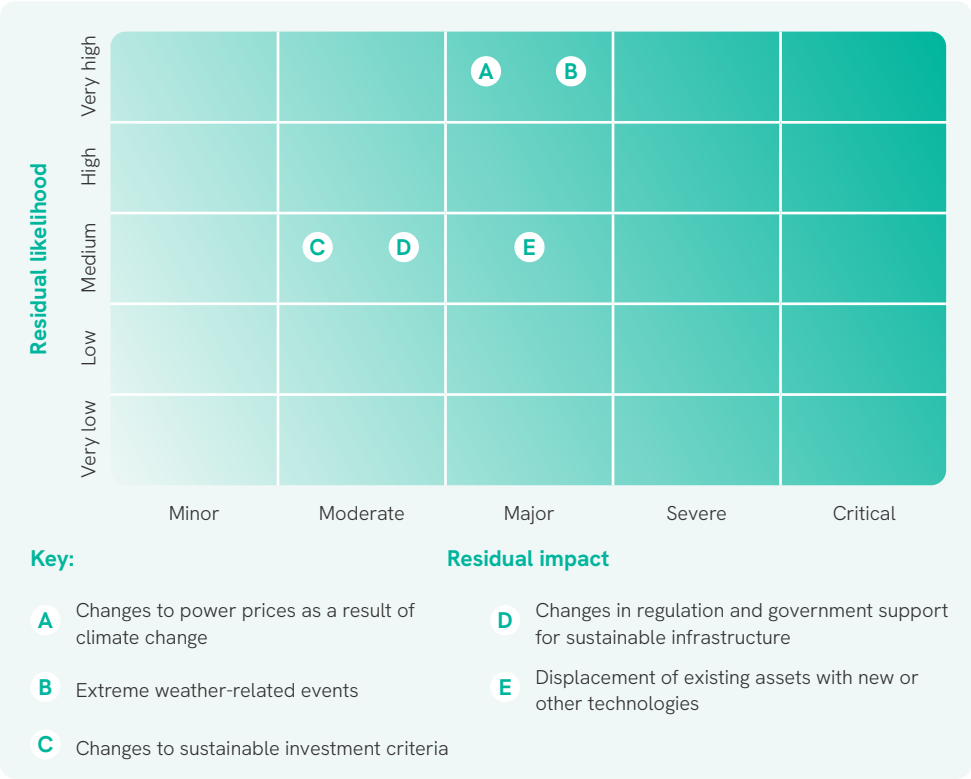 Residual likelihood
Very high
High
Medium
Low
Very low
A
B
C
D
E
Minor
Moderate
Major
Severe
Critical
Residual impact
Key:
A
Changes to power prices as a result of
climate change
B
Extreme weather-related events
C
Changes to sustainable investment criteria
D
Changes in regulation and government support
for sustainable infrastructure
E
Displacement of existing assets with new or
other technologies